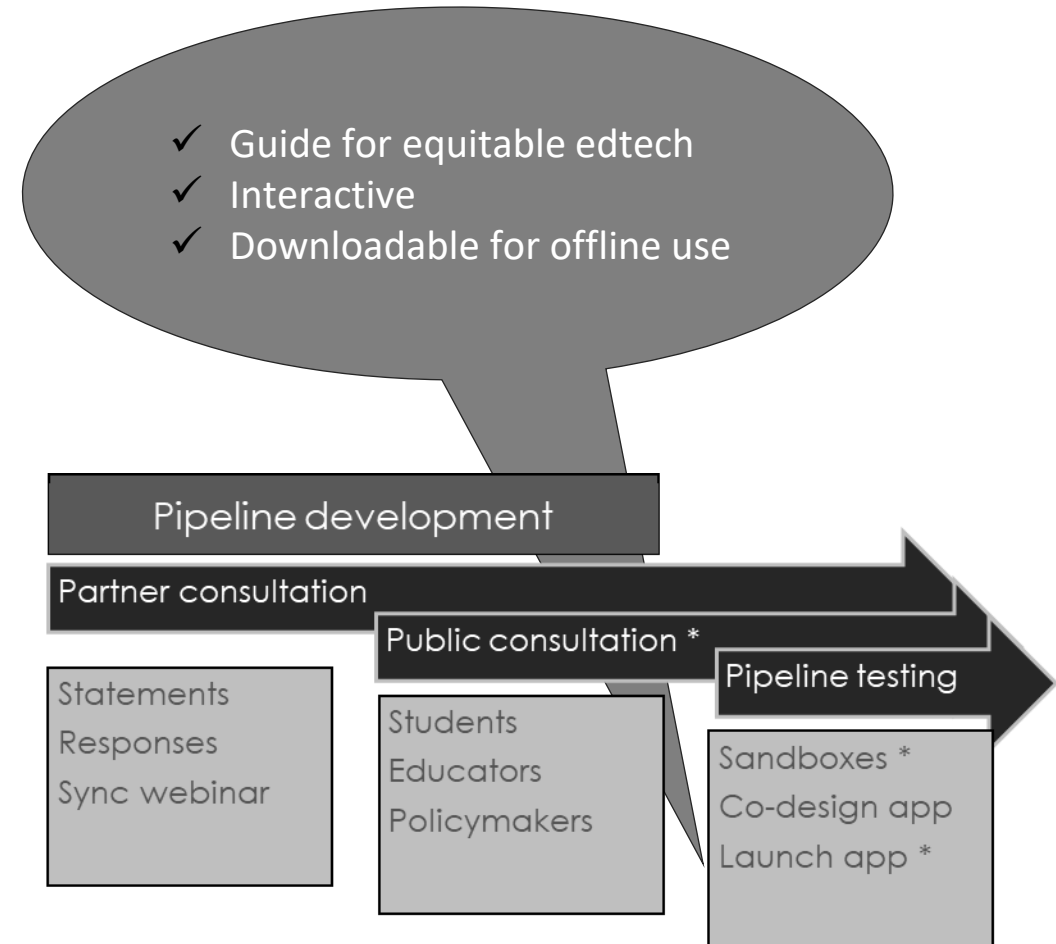 ✓ Guide for equitable edtech
✓ Interactive
✓ Downloadable for offline use
Pipeline development
Partner consultation
Public consultation *
Pipeline testing
Statements
Responses
Sync webinar
Students
Educators
Policymakers
Sandboxes *
Co-design app
Launch app *